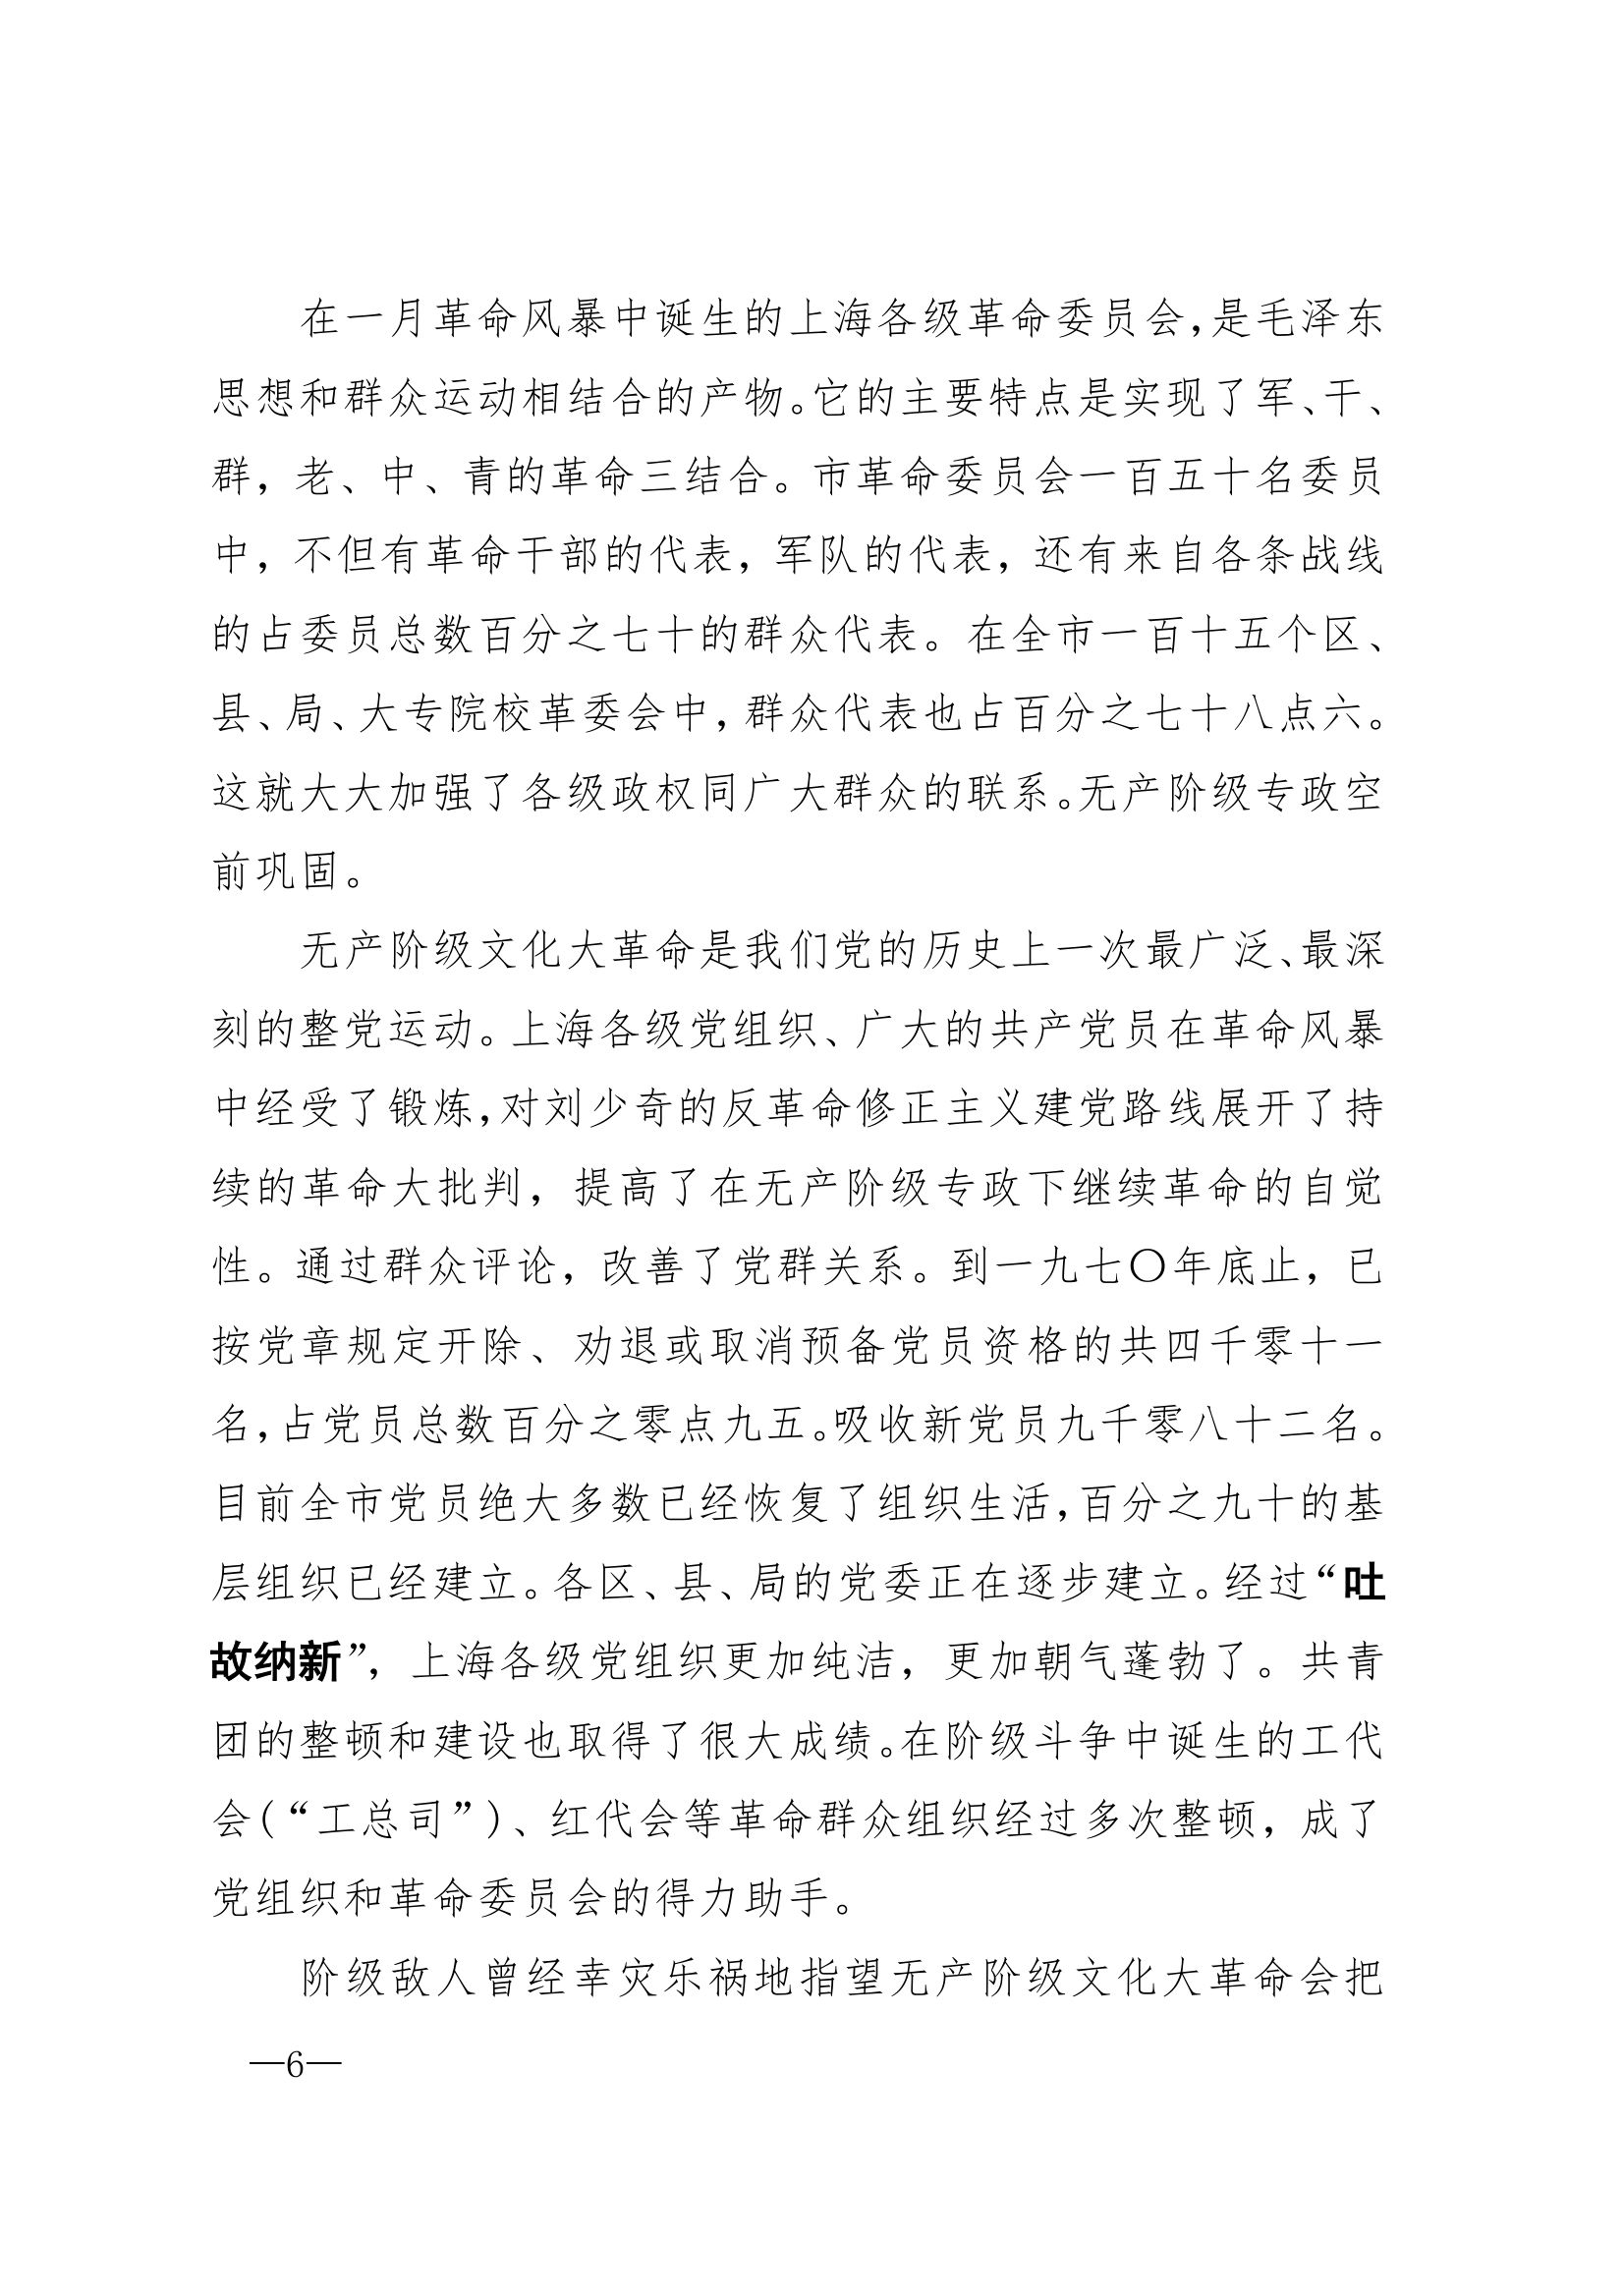 在一月革命风暴中诞生的上海各级革命委员会,是毛泽东
思想和群众运动相结合的产物。它的主要特点是实现了军、干、
群，老、中、青的革命三结合。市革命委员会一百五十名委员
中，不但有革命干部的代表，军队的代表，还有来自各条战线
的占委员总数百分之七十的群众代表。在全市一百十五个区、
县、局、大专院校革委会中，群众代表也占百分之七十八点六。
这就大大加强了各级政权同广大群众的联系。无产阶级专政空
前巩固。
无产阶级文化大革命是我们党的历史上一次最广泛、最深
刻的整党运动。上海各级党组织、广大的共产党员在革命风暴
中经受了锻炼,对刘少奇的反革命修正主义建党路线展开了持
续的革命大批判，提高了在无产阶级专政下继续革命的自觉
性。通过群众评论，改善了党群关系。到一九七〇年底止，已
按党章规定开除、劝退或取消预备党员资格的共四千零十一
名,占党员总数百分之零点九五。吸收新党员九千零八十二名。
目前全市党员绝大多数已经恢复了组织生活,百分之九十的基
层组织已经建立。各区、县、局的党委正在逐步建立。经过“吐
故纳新”，上海各级党组织更加纯洁，更加朝气蓬勃了。共青
团的整顿和建设也取得了很大成绩。在阶级斗争中诞生的工代
会(“工总司”)、红代会等革命群众组织经过多次整顿，成了
党组织和革命委员会的得力助手。
阶级敌人曾经幸灾乐祸地指望无产阶级文化大革命会把
—6—